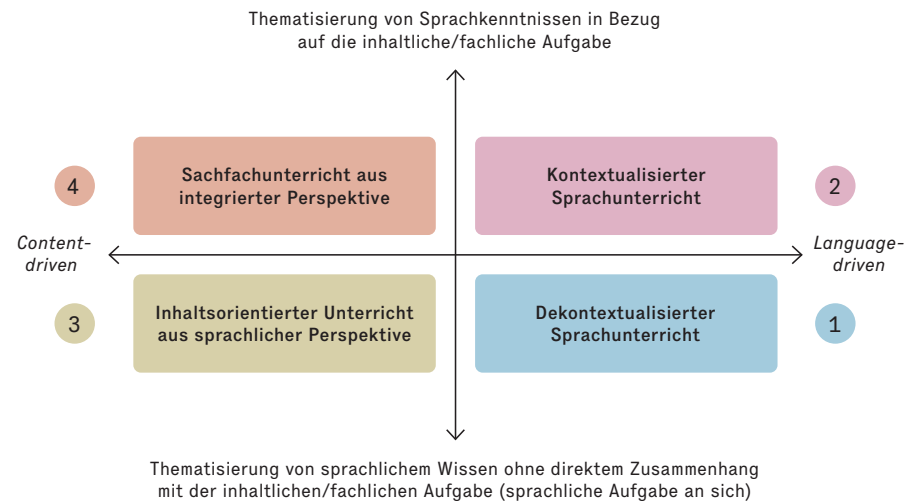 Thematisierung von Sprachkenntnissen in Bezug
auf die inhaltliche/fachliche Aufgabe
4
Sachfachunterricht aus
integrierter Perspektive
Kontextualisierter
Sprachunterricht
2
Content-
driven
Language-
driven
3
Inhaltsorientierter Unterricht
aus sprachlicher Perspektive
Dekontextualisierter
Sprachunterricht
1
Thematisierung von sprachlichem Wissen ohne direktem Zusammenhang
mit der inhaltlichen/fachlichen Aufgabe (sprachliche Aufgabe an sich)